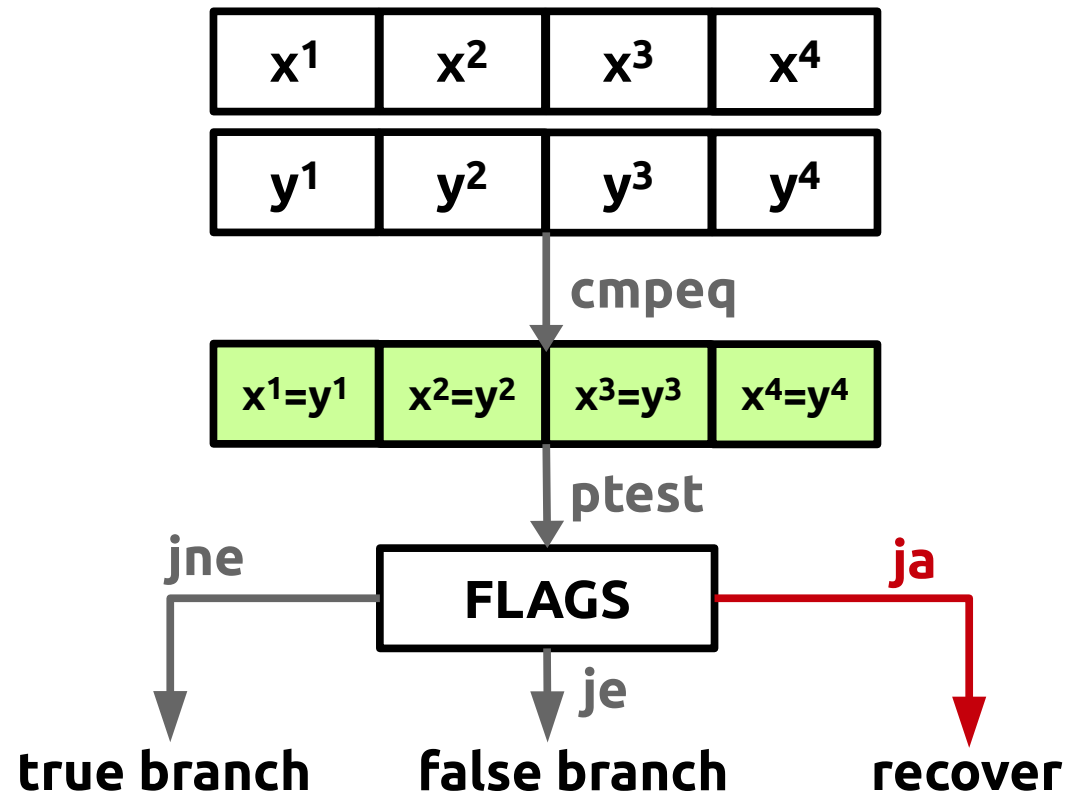 x¹ x² x³ x⁴
y¹ y² y³ y⁴
cmpeq
x¹=y¹ x²=y² x³=y³ x⁴=y⁴
ptest
jne
FLAGS
ja
je
true branch
false branch
recover